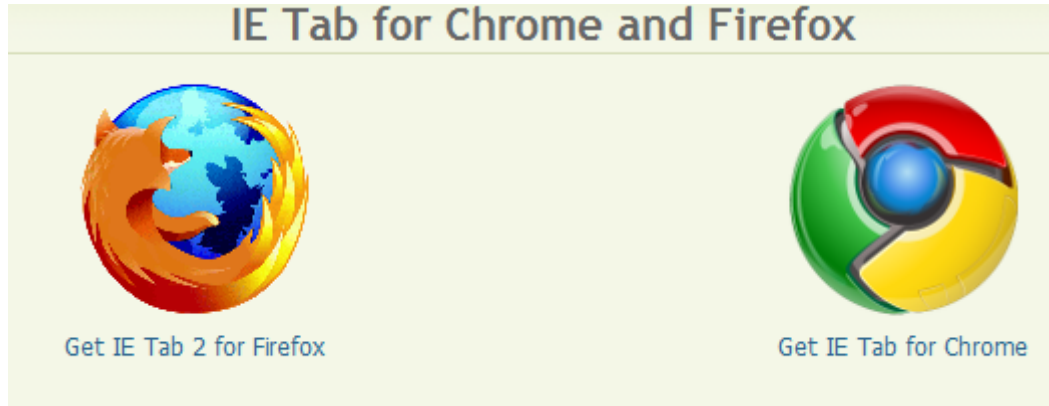 IE Tab for Chrome and Firefox
Get IE Tab 2 for Firefox
Get IE Tab for Chrome